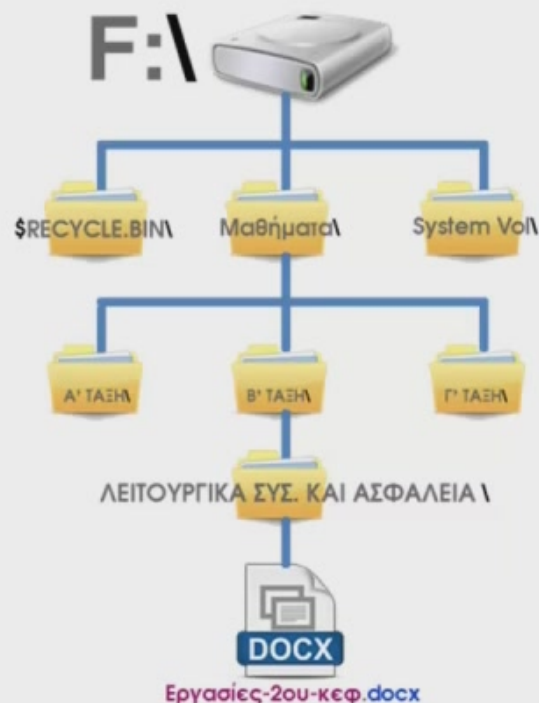 F:\
$RECYCLE.BIN\ Μαθήματα\ System Vol\
Α' ΤΑΞΗ\ Β' ΤΑΞΗ\ Γ' ΤΑΞΗ\
ΛΕΙΤΟΥΡΓΙΚΑ ΣΥΣ. ΚΑΙ ΑΣΦΑΛΕΙΑ \
DOCX
Εργασίες-2ου-κεφ.docx